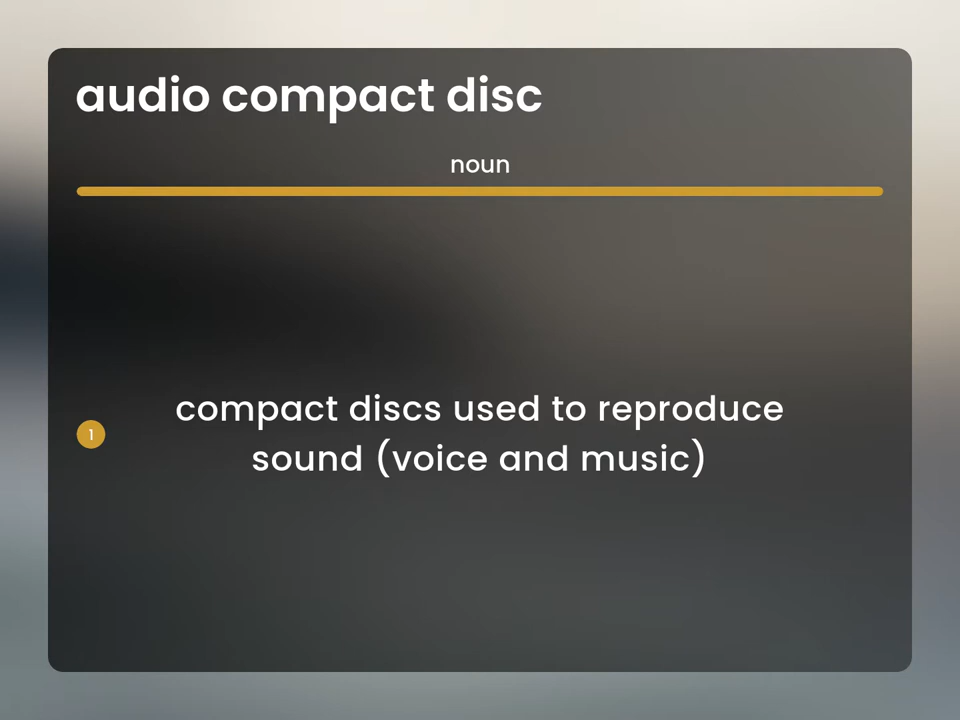 audio compact disc
noun
1
compact discs used to reproduce
sound (voice and music)